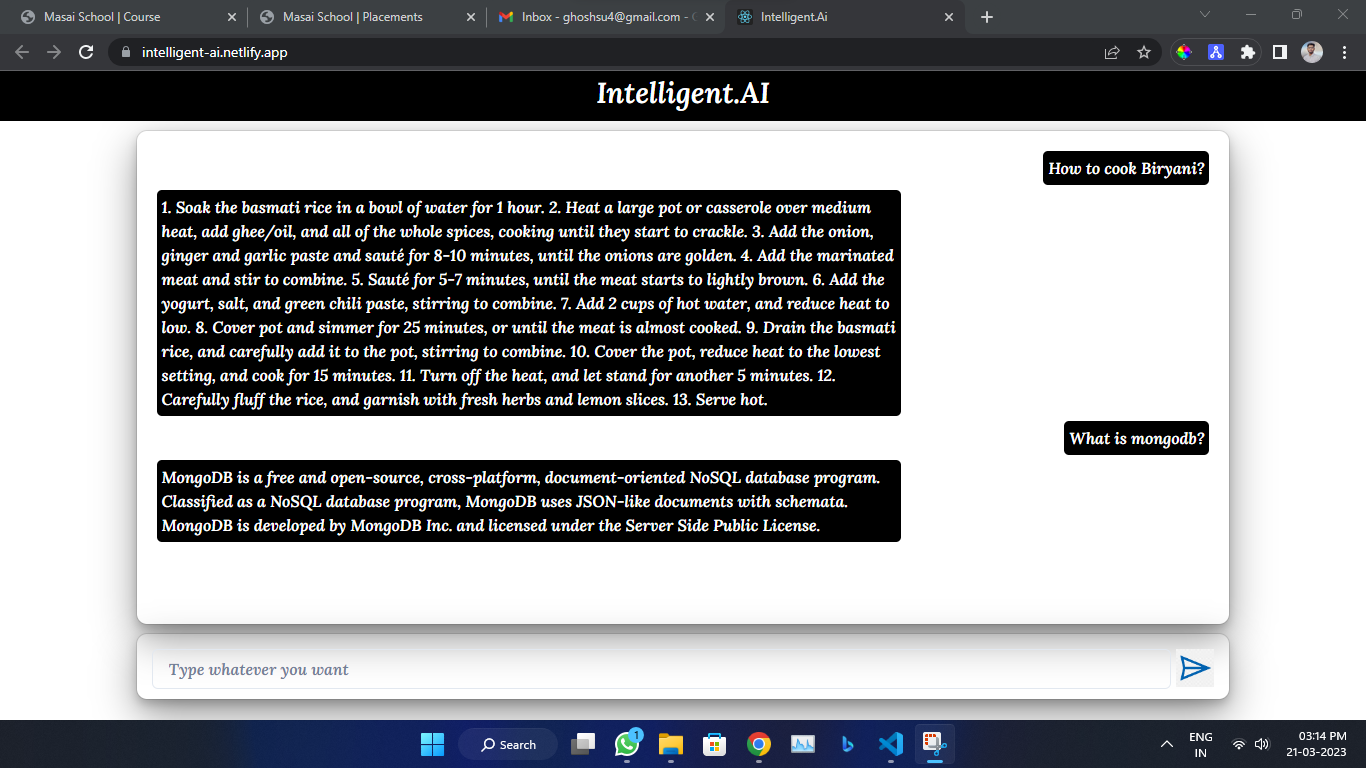 Masai School | Course
Masai School | Placements
Inbox - ghoshsu4@gmail.com -
Intelligent.Ai
intelligent-ai.netlify.app
Intelligent.AI
How to cook Biryani?
1. Soak the basmati rice in a bowl of water for 1 hour. 2. Heat a large pot or casserole over medium
heat, add ghee/oil, and all of the whole spices, cooking until they start to crackle. 3. Add the onion,
ginger and garlic paste and sauté for 8-10 minutes, until the onions are golden. 4. Add the marinated
meat and stir to combine. 5. Sauté for 5-7 minutes, until the meat starts to lightly brown. 6. Add the
yogurt, salt, and green chili paste, stirring to combine. 7. Add 2 cups of hot water, and reduce heat to
low. 8. Cover pot and simmer for 25 minutes, or until the meat is almost cooked. 9. Drain the basmati
rice, and carefully add it to the pot, stirring to combine. 10. Cover the pot, reduce heat to the lowest
setting, and cook for 15 minutes. 11. Turn off the heat, and let stand for another 5 minutes. 12.
Carefully fluff the rice, and garnish with fresh herbs and lemon slices. 13. Serve hot.
What is mongodb?
MongoDB is a free and open-source, cross-platform, document-oriented NoSQL database program.
Classified as a NoSQL database program, MongoDB uses JSON-like documents with schemata.
MongoDB is developed by MongoDB Inc. and licensed under the Server Side Public License.
Type whatever you want
Search
1
ENG
IN
03:14 PM
21-03-2023